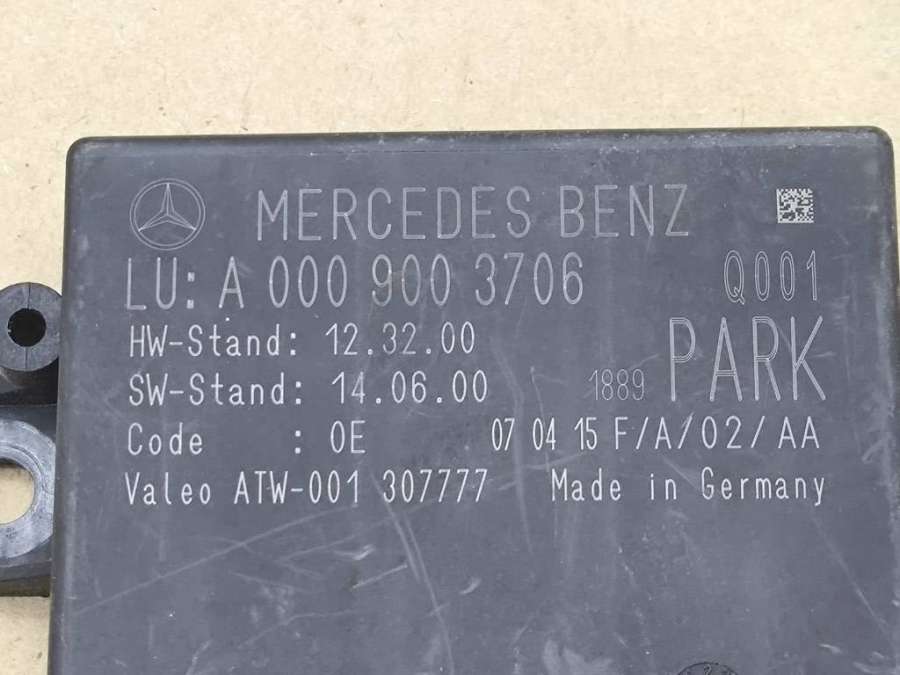 MERCEDES BENZ
LU: A 000 900 3706 Q001
HW-Stand: 12.32.00
SW-Stand: 14.06.00 1889 PARK
Code : 0E 07 04 15 F/A/02/AA
Valeo ATW-001 307777 Made in Germany